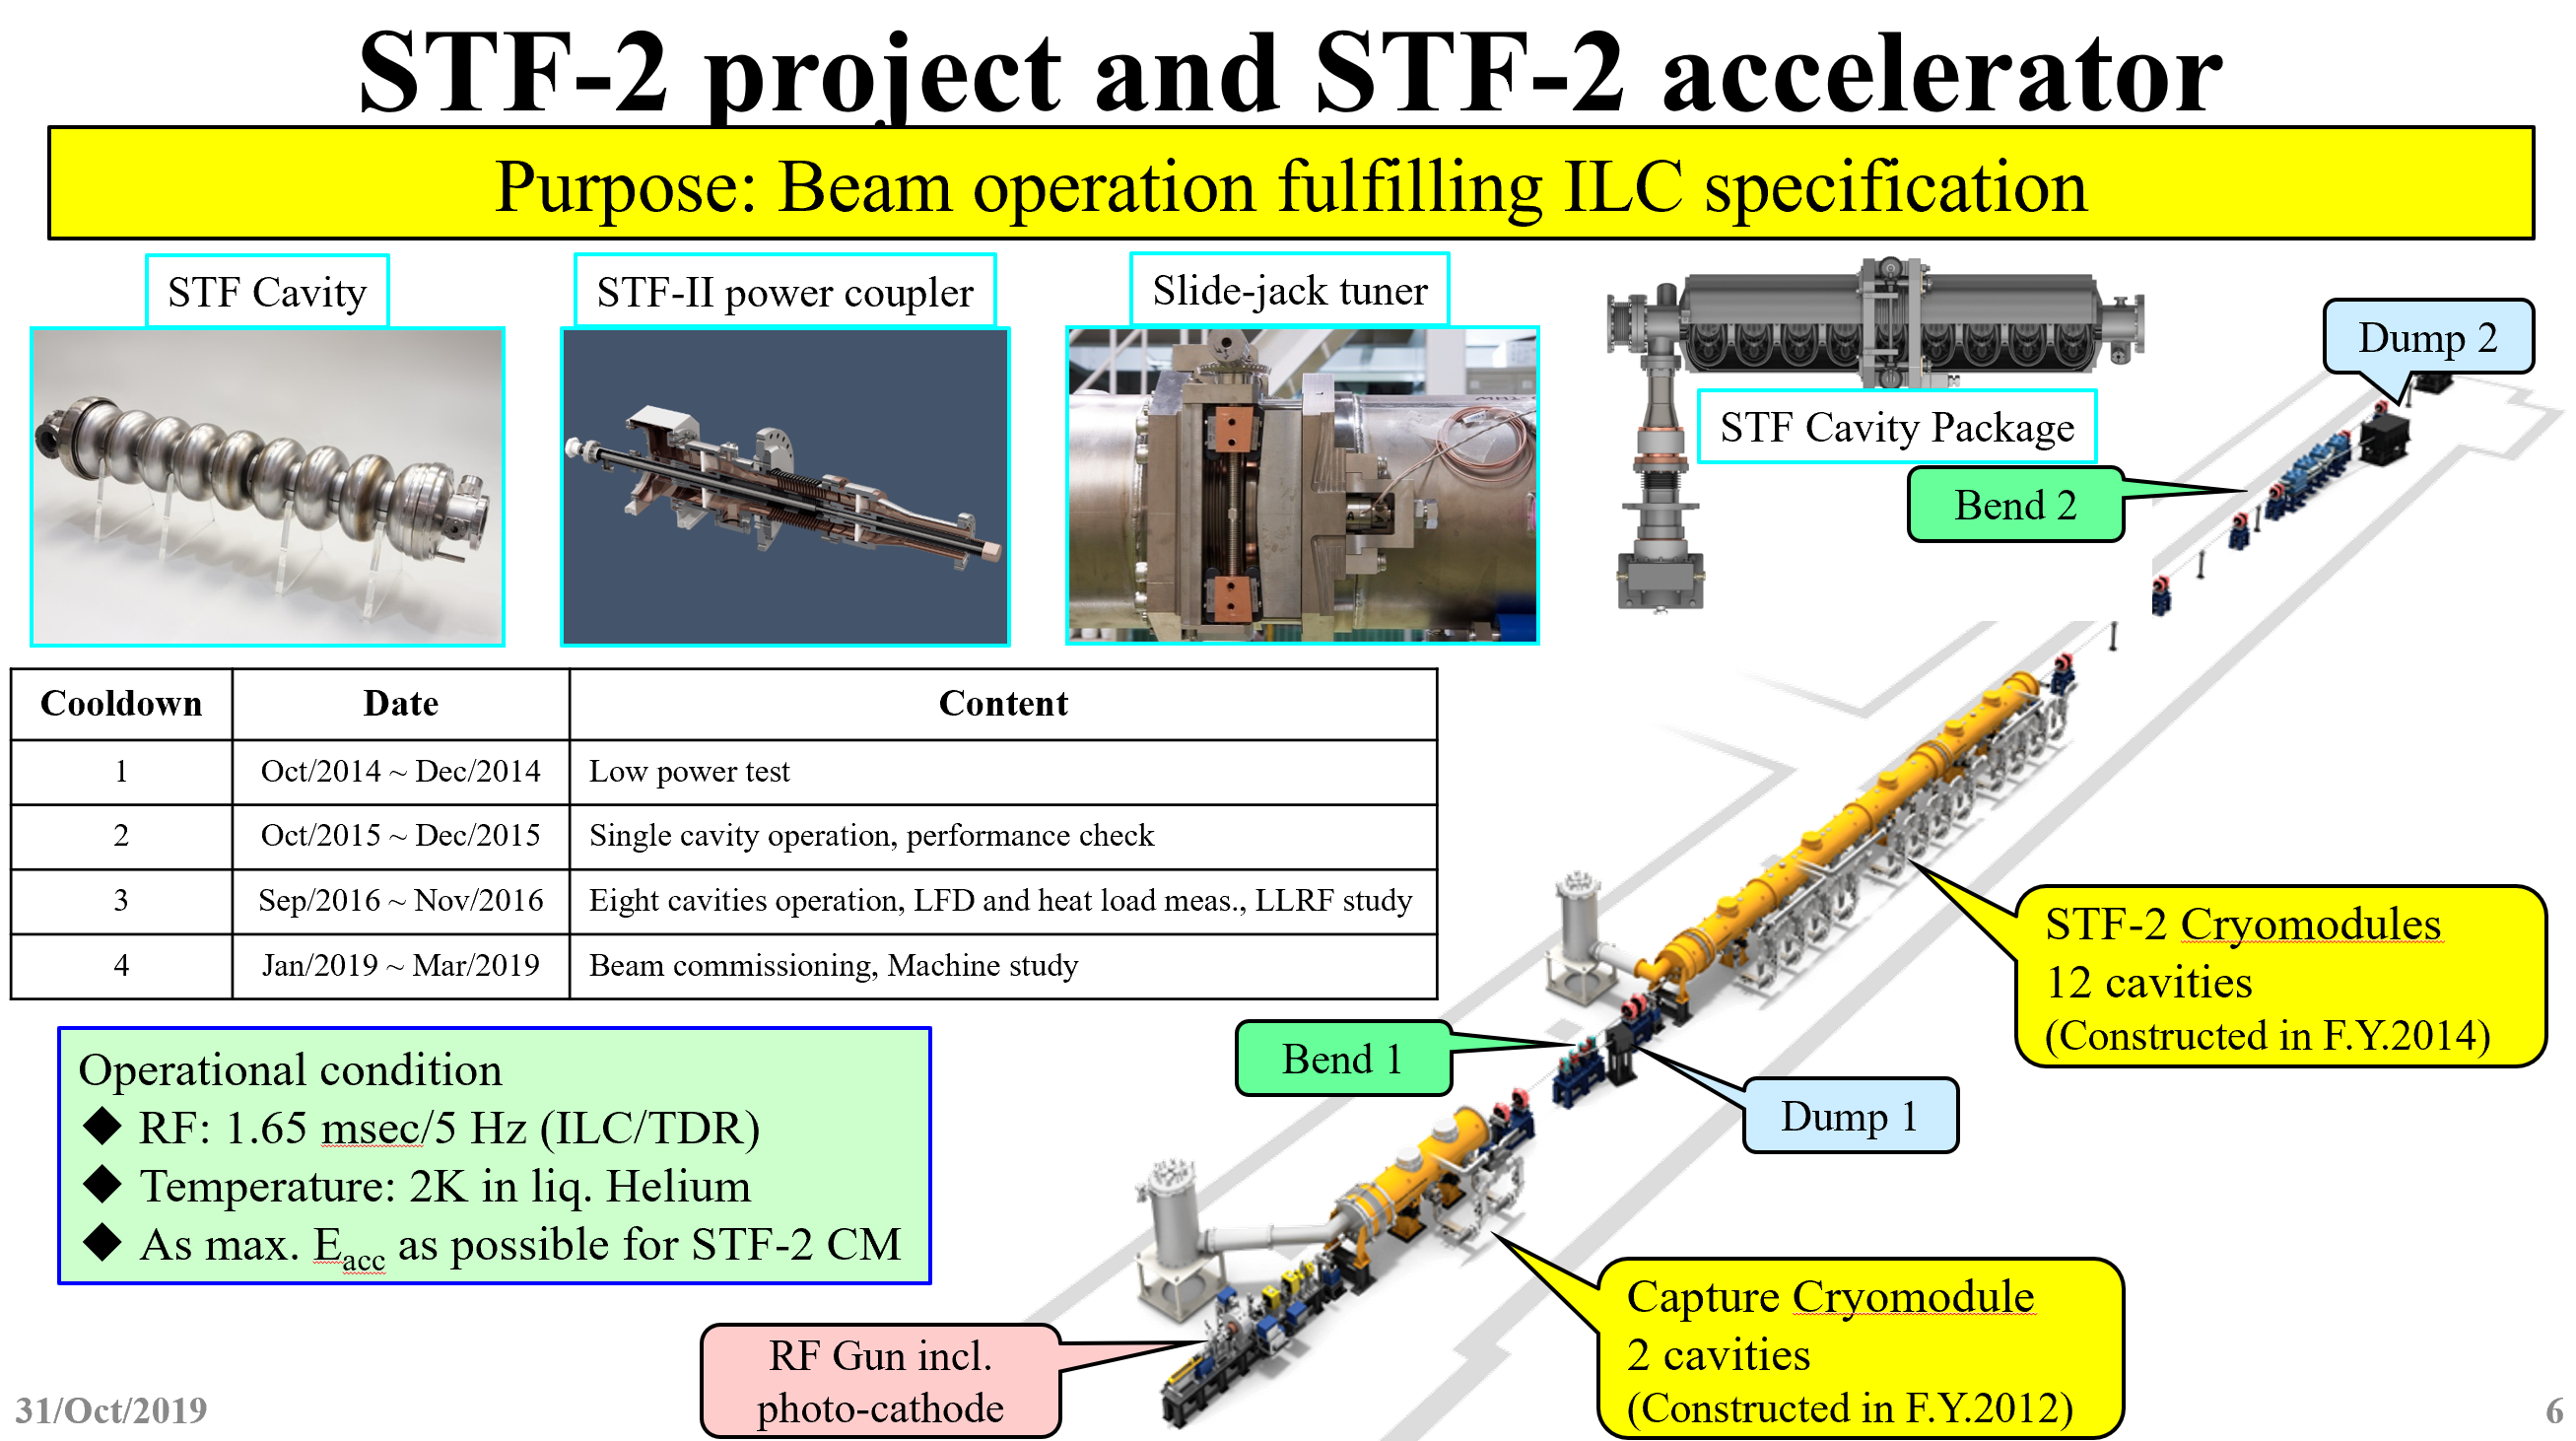 STF-2 project and STF-2 accelerator
Purpose: Beam operation fulfilling ILC specification
STF Cavity
STF-II power coupler
Slide-jack tuner
STF Cavity Package
Dump 2
Bend 2
Cooldown Date Content
1 Oct/2014 ~ Dec/2014 Low power test
2 Oct/2015 ~ Dec/2015 Single cavity operation, performance check
3 Sep/2016 ~ Nov/2016 Eight cavities operation, LFD and heat load meas., LLRF study
4 Jan/2019 ~ Mar/2019 Beam commissioning, Machine study
STF-2 Cryomodules
12 cavities
(Constructed in F.Y.2014)
Bend 1
Dump 1
Operational condition
◆ RF: 1.65 msec/5 Hz (ILC/TDR)
◆ Temperature: 2K in liq. Helium
◆ As max. Eacc as possible for STF-2 CM
Capture Cryomodule
2 cavities
(Constructed in F.Y.2012)
RF Gun incl.
photo-cathode
31/Oct/2019
6